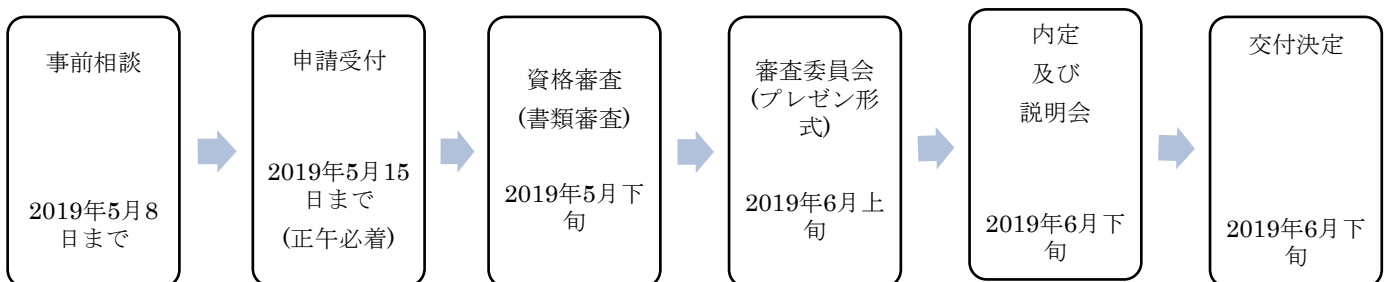 事前相談
2019年5月8
日まで
申請受付
2019年5月15
日まで
(正午必着)
資格審査
(書類審査)
2019年5月下
旬
審査委員会
(プレゼン形
式)
2019年6月上
旬
内定
及び
説明会
2019年6月下
旬
交付決定
2019年6月下
旬